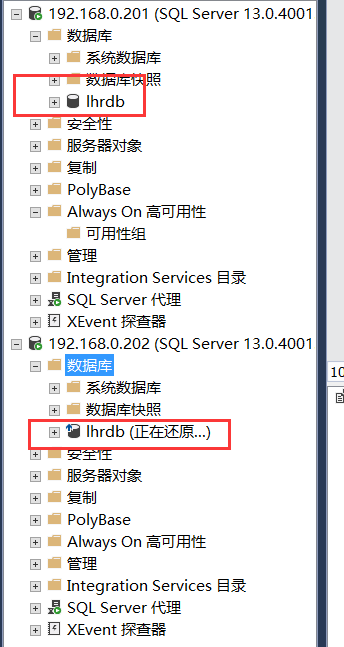 192.168.0.201 (SQL Server 13.0.4001
数据库
系统数据库
数据库快照
lhrdb
安全性
服务器对象
复制
PolyBase
Always On 高可用性
可用性组
管理
Integration Services 目录
SQL Server 代理
XEvent 探查器
192.168.0.202 (SQL Server 13.0.4001
数据库
系统数据库
数据库快照
lhrdb (正在还原...)
安全性
服务器对象
复制
PolyBase
Always On 高可用性
管理
Integration Services 目录
SQL Server 代理
XEvent 探查器
10